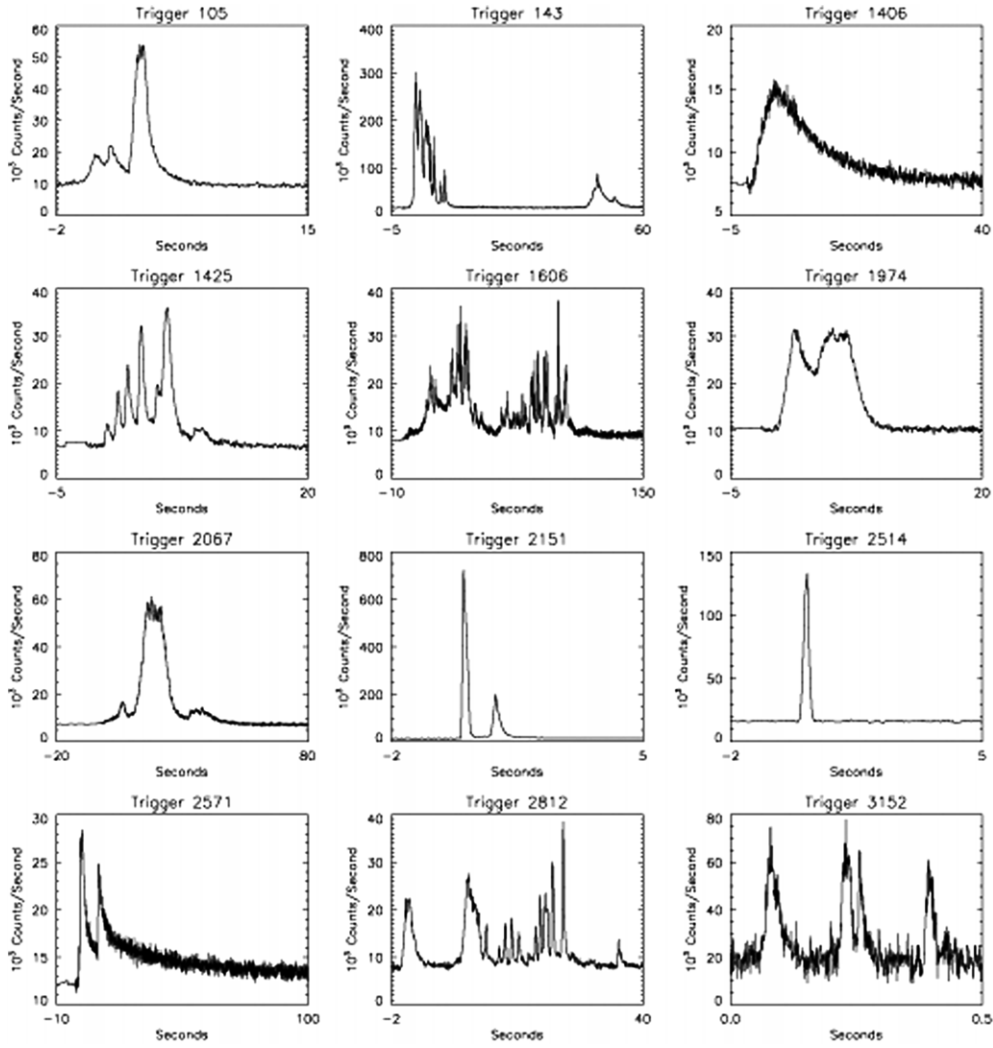 Trigger 105
60
50
40
30
20
10
0
10³ Counts/Second
-2
15
Seconds
Trigger 143
400
300
200
100
0
10³ Counts/Second
-5
60
Seconds
Trigger 1406
20
15
10
5
10³ Counts/Second
-5
40
Seconds
Trigger 1425
40
30
20
10
0
10³ Counts/Second
-5
20
Seconds
Trigger 1606
40
30
20
10
0
10³ Counts/Second
-10
150
Seconds
Trigger 1974
40
30
20
10
0
10³ Counts/Second
-5
20
Seconds
Trigger 2067
80
60
40
20
0
10³ Counts/Second
-20
80
Seconds
Trigger 2151
800
600
400
200
0
10³ Counts/Second
-2
5
Seconds
Trigger 2514
150
100
50
0
10³ Counts/Second
-2
5
Seconds
Trigger 2571
30
25
20
15
10
10³ Counts/Second
-10
100
Seconds
Trigger 2812
40
30
20
10
0
10³ Counts/Second
-2
40
Seconds
Trigger 3152
80
60
40
20
0
10³ Counts/Second
0.0
0.5
Seconds